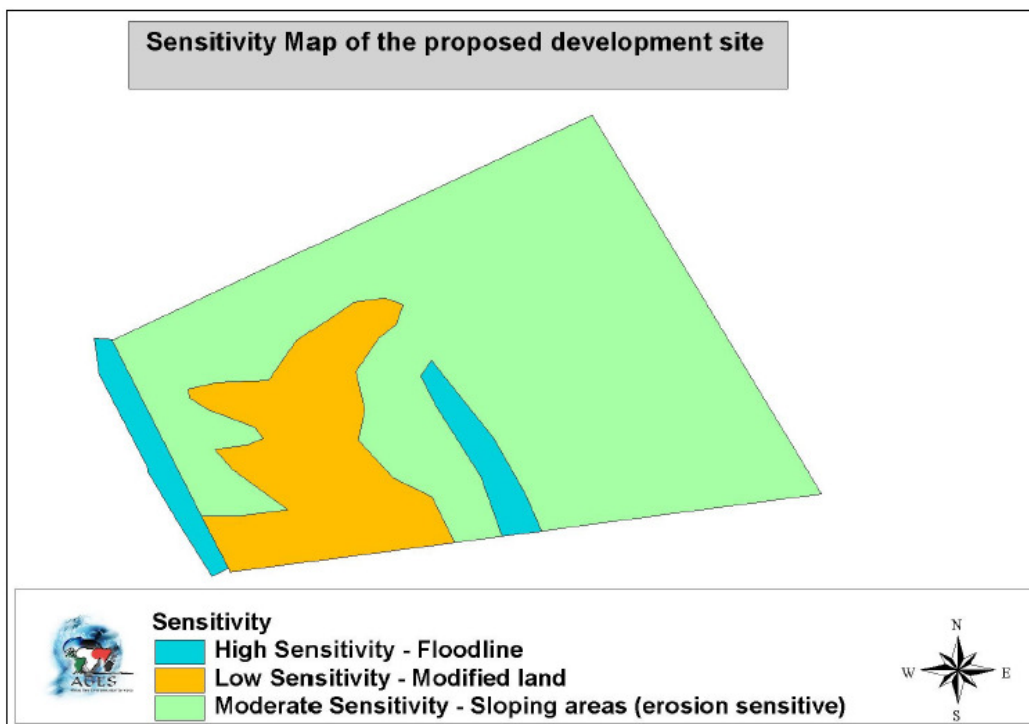 Sensitivity Map of the proposed development site
Sensitivity
High Sensitivity - Floodline
Low Sensitivity - Modified land
Moderate Sensitivity - Sloping areas (erosion sensitive)
N
W E
S